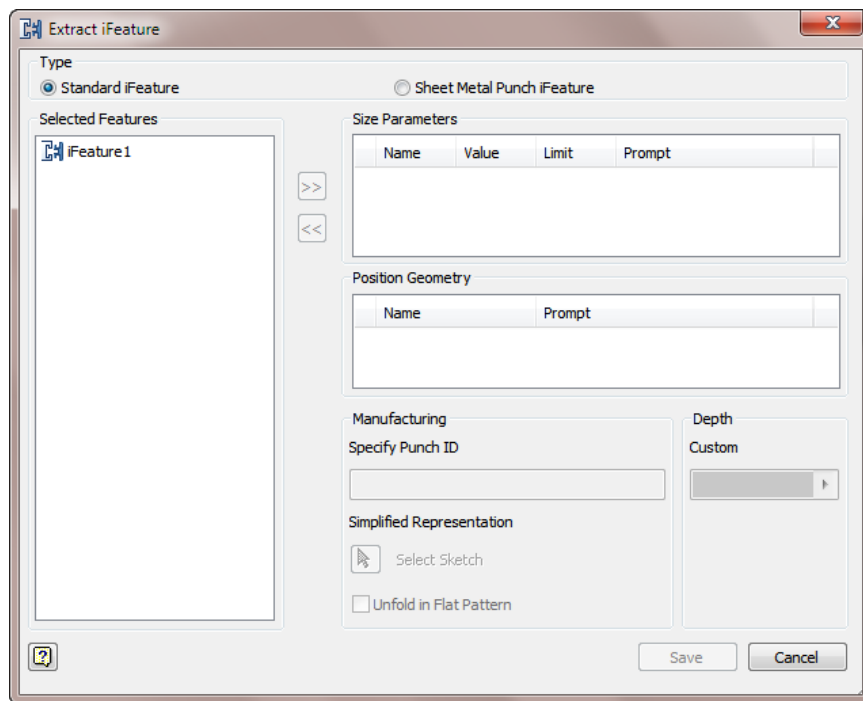 Extract iFeature
Type
Standard iFeature
Sheet Metal Punch iFeature
Selected Features
iFeature1
>>
<<
Size Parameters
Name Value Limit Prompt
Position Geometry
Name Prompt
Manufacturing
Specify Punch ID
Simplified Representation
Select Sketch
Unfold in Flat Pattern
Depth
Custom
?
Save Cancel